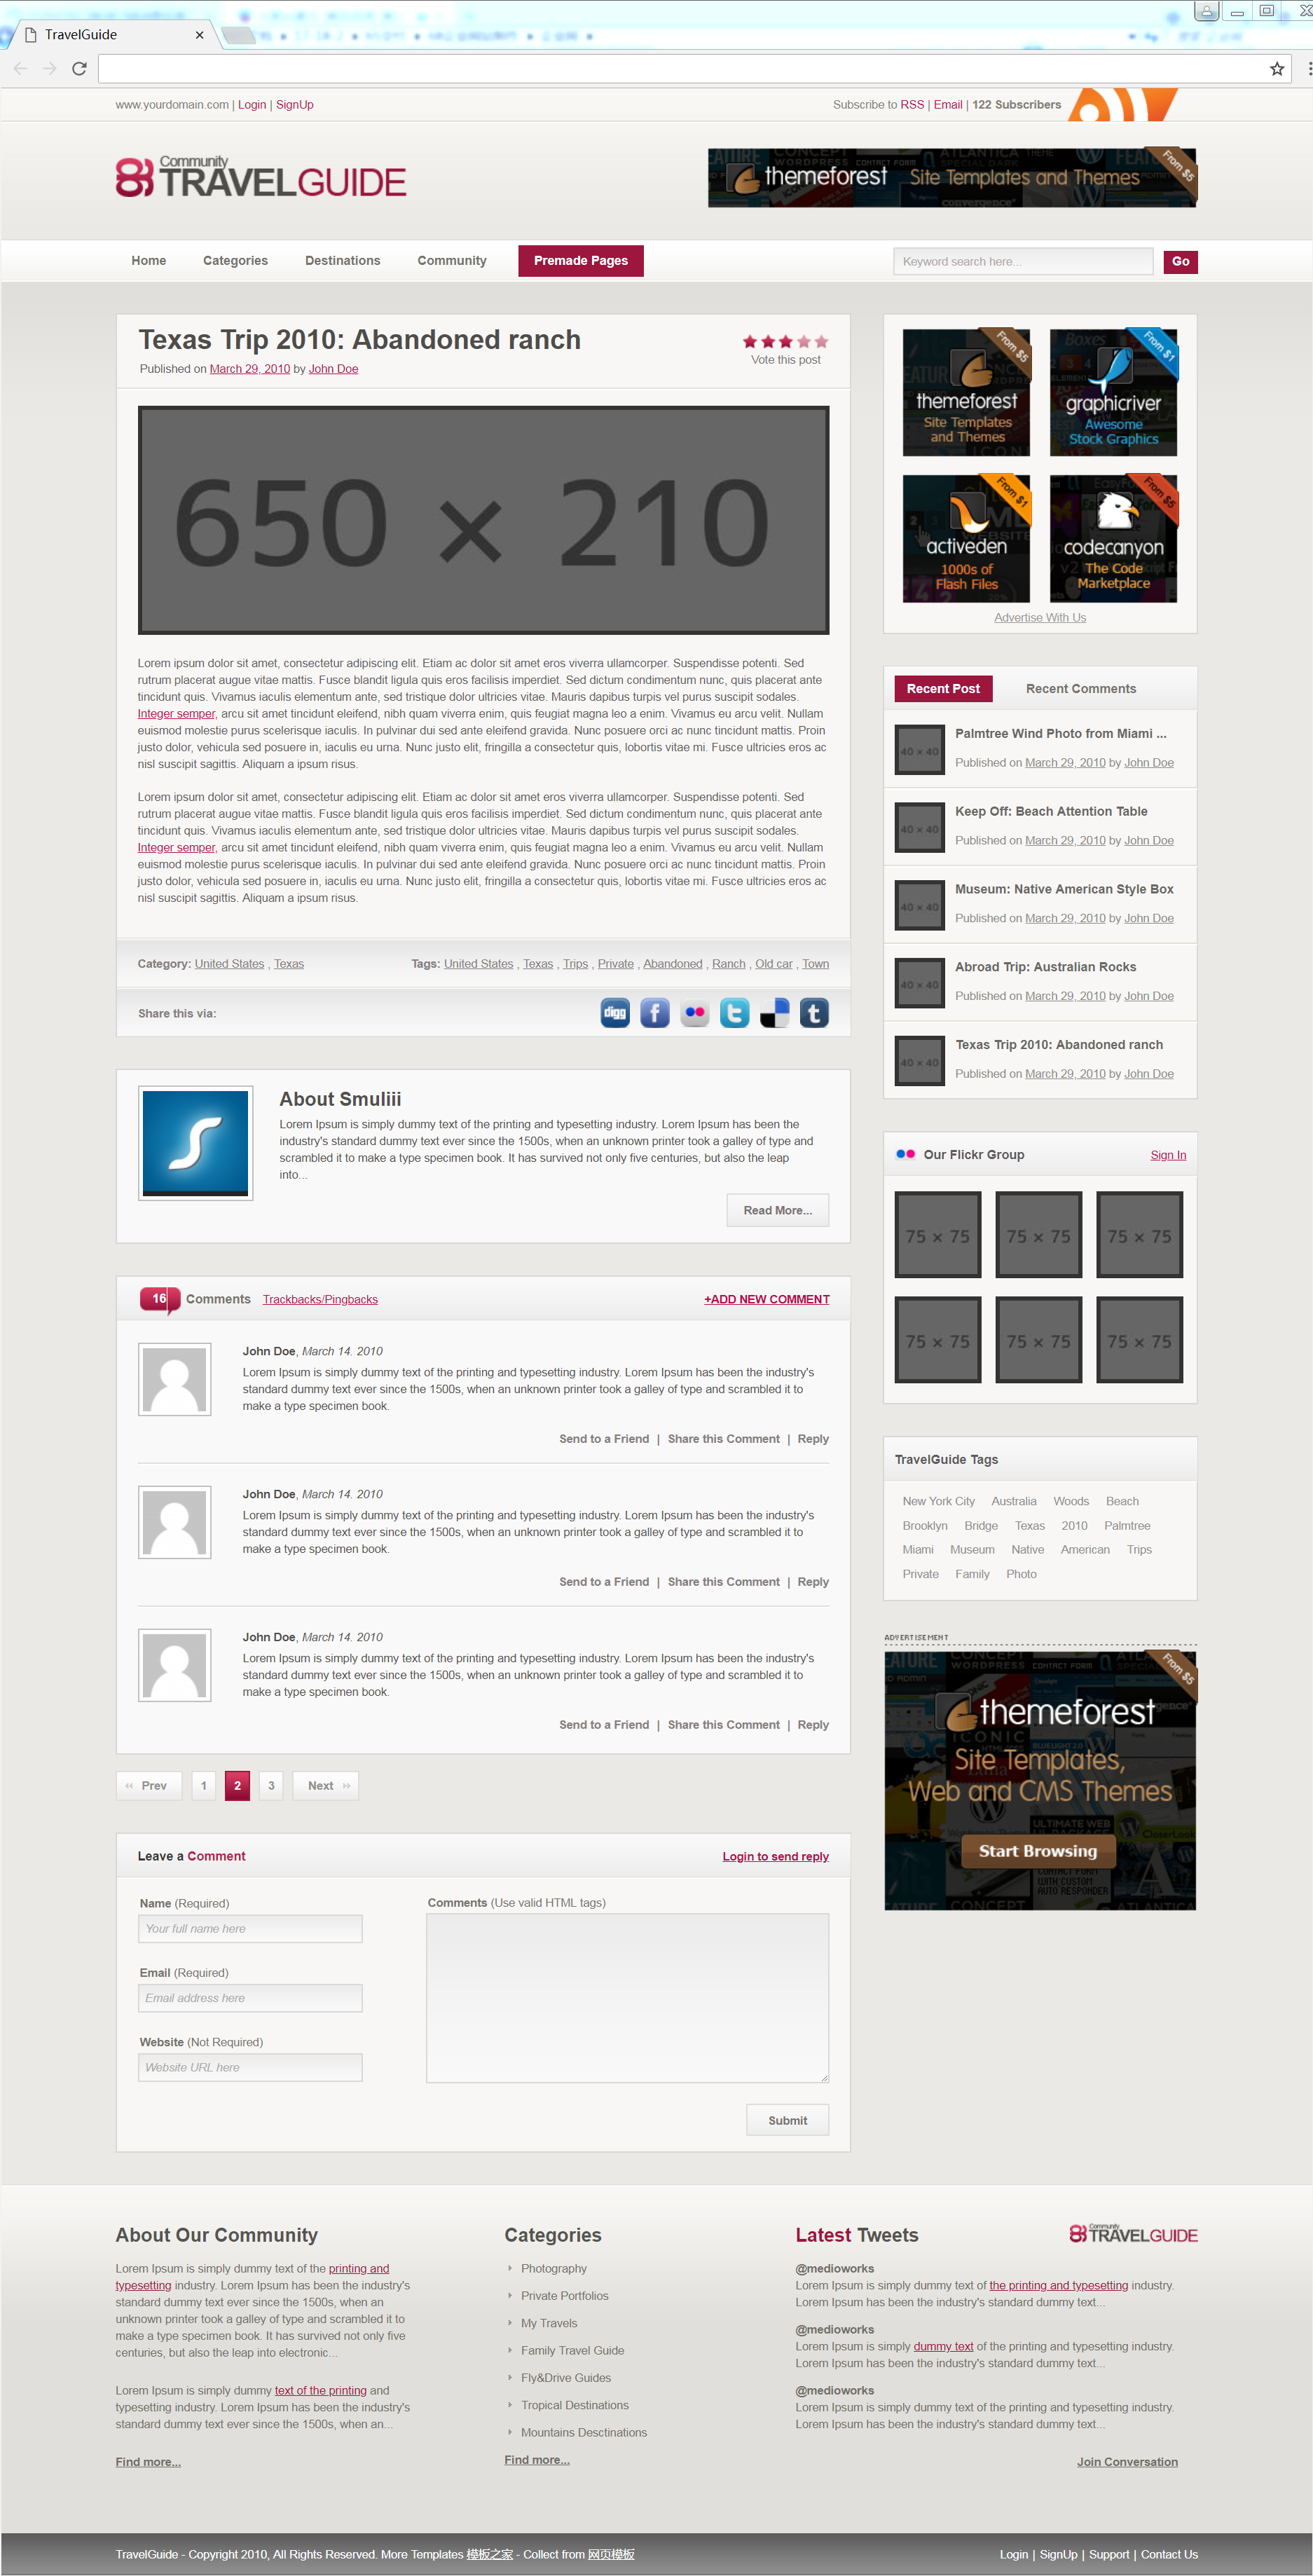 TravelGuide
www.yourdomain.com | Login | SignUp
Subscribe to RSS | Email | 122 Subscribers
Community
TRAVELGUIDE
themeforest Site Templates and Themes
From $5
Home Categories Destinations Community Premade Pages
Keyword search here... Go
Texas Trip 2010: Abandoned ranch
Published on March 29, 2010 by John Doe
Vote this post
650 × 210
Lorem ipsum dolor sit amet, consectetur adipiscing elit. Etiam ac dolor sit amet eros viverra ullamcorper. Suspendisse potenti. Sed
rutrum placerat augue vitae mattis. Fusce blandit ligula quis eros facilisis imperdiet. Sed dictum condimentum nunc, quis placerat ante
tincidunt quis. Vivamus iaculis elementum ante, sed tristique dolor ultricies vitae. Mauris dapibus turpis vel purus suscipit sodales.
Integer semper, arcu sit amet tincidunt eleifend, nibh quam viverra enim, quis feugiat magna leo a enim. Vivamus eu arcu velit. Nullam
euismod molestie purus scelerisque iaculis. In pulvinar dui sed ante eleifend gravida. Nunc posuere orci ac nunc tincidunt mattis. Proin
justo dolor, vehicula sed posuere in, iaculis eu urna. Nunc justo elit, fringilla a consectetur quis, lobortis vitae mi. Fusce ultricies eros ac
nisl suscipit sagittis. Aliquam a ipsum risus.
Lorem ipsum dolor sit amet, consectetur adipiscing elit. Etiam ac dolor sit amet eros viverra ullamcorper. Suspendisse potenti. Sed
rutrum placerat augue vitae mattis. Fusce blandit ligula quis eros facilisis imperdiet. Sed dictum condimentum nunc, quis placerat ante
tincidunt quis. Vivamus iaculis elementum ante, sed tristique dolor ultricies vitae. Mauris dapibus turpis vel purus suscipit sodales.
Integer semper, arcu sit amet tincidunt eleifend, nibh quam viverra enim, quis feugiat magna leo a enim. Vivamus eu arcu velit. Nullam
euismod molestie purus scelerisque iaculis. In pulvinar dui sed ante eleifend gravida. Nunc posuere orci ac nunc tincidunt mattis. Proin
justo dolor, vehicula sed posuere in, iaculis eu urna. Nunc justo elit, fringilla a consectetur quis, lobortis vitae mi. Fusce ultricies eros ac
nisl suscipit sagittis. Aliquam a ipsum risus.
Category: United States , Texas
Tags: United States , Texas , Trips , Private , Abandoned , Ranch , Old car , Town
Share this via:
digg
About Smuliii
Lorem Ipsum is simply dummy text of the printing and typesetting industry. Lorem Ipsum has been the
industry's standard dummy text ever since the 1500s, when an unknown printer took a galley of type and
scrambled it to make a type specimen book. It has survived not only five centuries, but also the leap
into...
Read More...
16 Comments Trackbacks/Pingbacks +ADD NEW COMMENT
John Doe, March 14. 2010
Lorem Ipsum is simply dummy text of the printing and typesetting industry. Lorem Ipsum has been the industry's
standard dummy text ever since the 1500s, when an unknown printer took a galley of type and scrambled it to
make a type specimen book.
Send to a Friend | Share this Comment | Reply
John Doe, March 14. 2010
Lorem Ipsum is simply dummy text of the printing and typesetting industry. Lorem Ipsum has been the industry's
standard dummy text ever since the 1500s, when an unknown printer took a galley of type and scrambled it to
make a type specimen book.
Send to a Friend | Share this Comment | Reply
John Doe, March 14. 2010
Lorem Ipsum is simply dummy text of the printing and typesetting industry. Lorem Ipsum has been the industry's
standard dummy text ever since the 1500s, when an unknown printer took a galley of type and scrambled it to
make a type specimen book.
Send to a Friend | Share this Comment | Reply
Prev 1 2 3 Next
Leave a Comment
Login to send reply
Name (Required)
Your full name here
Email (Required)
Email address here
Website (Not Required)
Website URL here
Comments (Use valid HTML tags)
Submit
From $5
themeforest
Site Templates
and Themes
From $1
graphicriver
Awesome
Stock Graphics
From $1
activeden
1000s of
Flash Files
From $5
codecanyon
The Code
Marketplace
Advertise With Us
Recent Post Recent Comments
40 × 40
Palmtree Wind Photo from Miami ...
Published on March 29, 2010 by John Doe
40 × 40
Keep Off: Beach Attention Table
Published on March 29, 2010 by John Doe
40 × 40
Museum: Native American Style Box
Published on March 29, 2010 by John Doe
40 × 40
Abroad Trip: Australian Rocks
Published on March 29, 2010 by John Doe
40 × 40
Texas Trip 2010: Abandoned ranch
Published on March 29, 2010 by John Doe
Our Flickr Group Sign In
75 × 75 75 × 75 75 × 75
75 × 75 75 × 75 75 × 75
TravelGuide Tags
New York City Australia Woods Beach
Brooklyn Bridge Texas 2010 Palmtree
Miami Museum Native American Trips
Private Family Photo
ADVERTISEMENT
From $5
themeforest
Site Templates,
Web and CMS Themes
Start Browsing
About Our Community
Lorem Ipsum is simply dummy text of the printing and
typesetting industry. Lorem Ipsum has been the industry's
standard dummy text ever since the 1500s, when an
unknown printer took a galley of type and scrambled it to
make a type specimen book. It has survived not only five
centuries, but also the leap into electronic...
Lorem Ipsum is simply dummy text of the printing and
typesetting industry. Lorem Ipsum has been the industry's
standard dummy text ever since the 1500s, when an...
Find more...
Categories
Photography
Private Portfolios
My Travels
Family Travel Guide
Fly&Drive Guides
Tropical Destinations
Mountains Desctinations
Find more...
Latest Tweets
Community
TRAVELGUIDE
@medioworks
Lorem Ipsum is simply dummy text of the printing and typesetting industry.
Lorem Ipsum has been the industry's standard dummy text...
@medioworks
Lorem Ipsum is simply dummy text of the printing and typesetting industry.
Lorem Ipsum has been the industry's standard dummy text...
@medioworks
Lorem Ipsum is simply dummy text of the printing and typesetting industry.
Lorem Ipsum has been the industry's standard dummy text...
Join Conversation
TravelGuide - Copyright 2010, All Rights Reserved. More Templates 模板之家 - Collect from 网页模板
Login | SignUp | Support | Contact Us